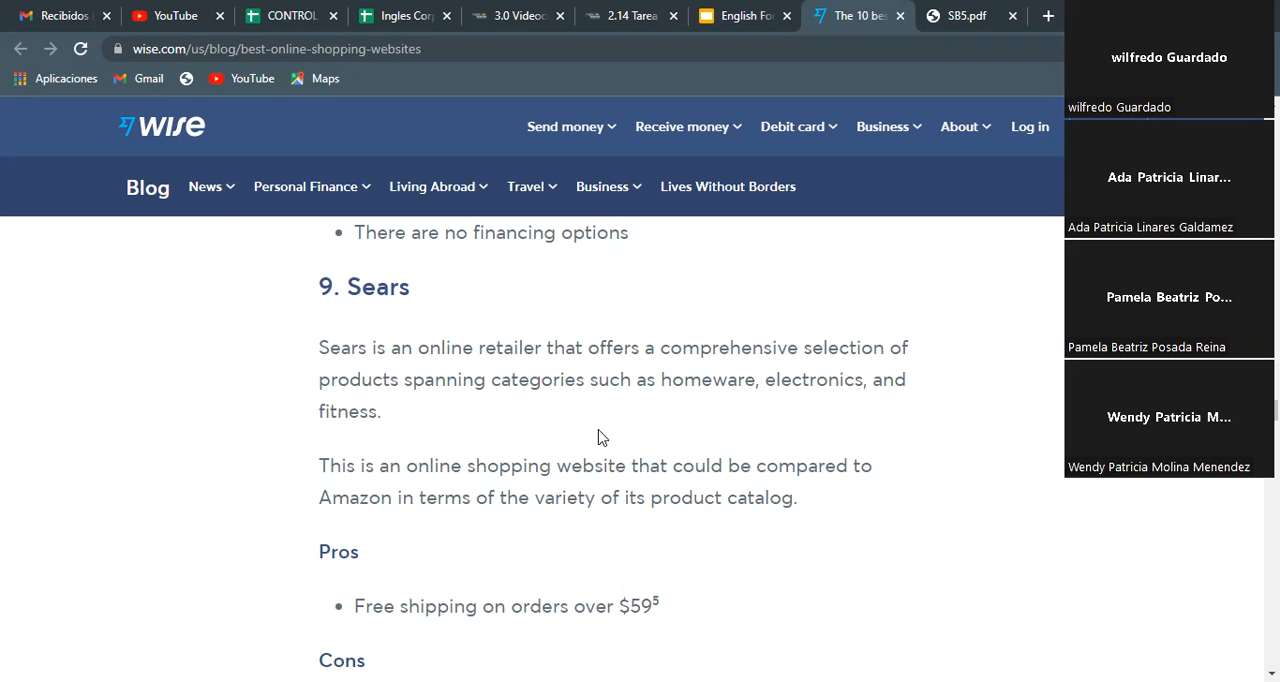 Recibidos
YouTube
CONTROL
Ingles Cor
3.0 Videoc
2.14 Tarea
English Fo
The 10 bes
SB5.pdf
wise.com/us/blog/best-online-shopping-websites
Aplicaciones
Gmail
YouTube
Maps
WISE
Send money
Receive money
Debit card
Business
About
Log in
Blog
News
Personal Finance
Living Abroad
Travel
Business
Lives Without Borders
• There are no financing options
9. Sears
Sears is an online retailer that offers a comprehensive selection of
products spanning categories such as homeware, electronics, and
fitness.
This is an online shopping website that could be compared to
Amazon in terms of the variety of its product catalog.
Pros
• Free shipping on orders over $59⁵
Cons
wilfredo Guardado
wilfredo Guardado
Ada Patricia Linar...
Ada Patricia Linares Galdamez
Pamela Beatriz Po...
Pamela Beatriz Posada Reina
Wendy Patricia M...
Wendy Patricia Molina Menendez